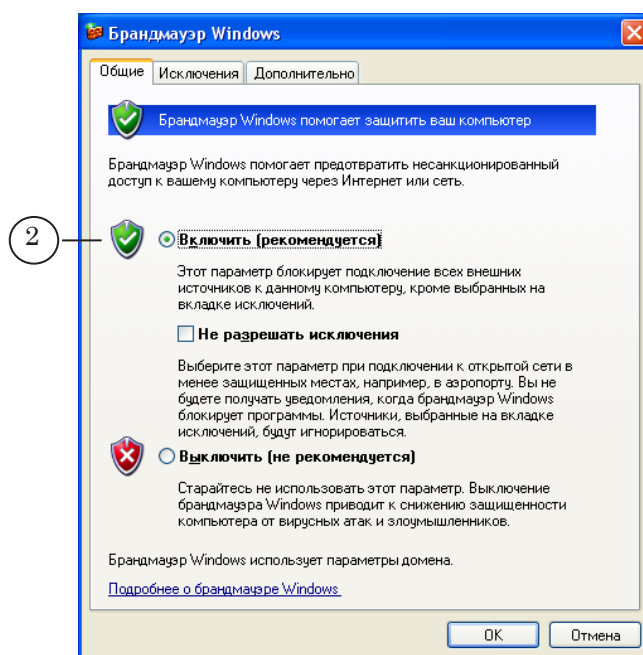 Брандмауэр Windows
Общие Исключения Дополнительно
Брандмауэр Windows помогает защитить ваш компьютер
Брандмауэр Windows помогает предотвратить несанкционированный
доступ к вашему компьютеру через Интернет или сеть.
2
Включить (рекомендуется)
Этот параметр блокирует подключение всех внешних
источников к данному компьютеру, кроме выбранных на
вкладке исключений.
Не разрешать исключения
Выберите этот параметр при подключении к открытой сети в
менее защищенных местах, например, в аэропорту. Вы не
будете получать уведомления, когда брандмауэр Windows
блокирует программы. Источники, выбранные на вкладке
исключений, будут игнорироваться.
Выключить (не рекомендуется)
Старайтесь не использовать этот параметр. Выключение
брандмауэра Windows приводит к снижению защищенности
компьютера от вирусных атак и злоумышленников.
Брандмауэр Windows использует параметры домена.
Подробнее о брандмауэре Windows
OK Отмена